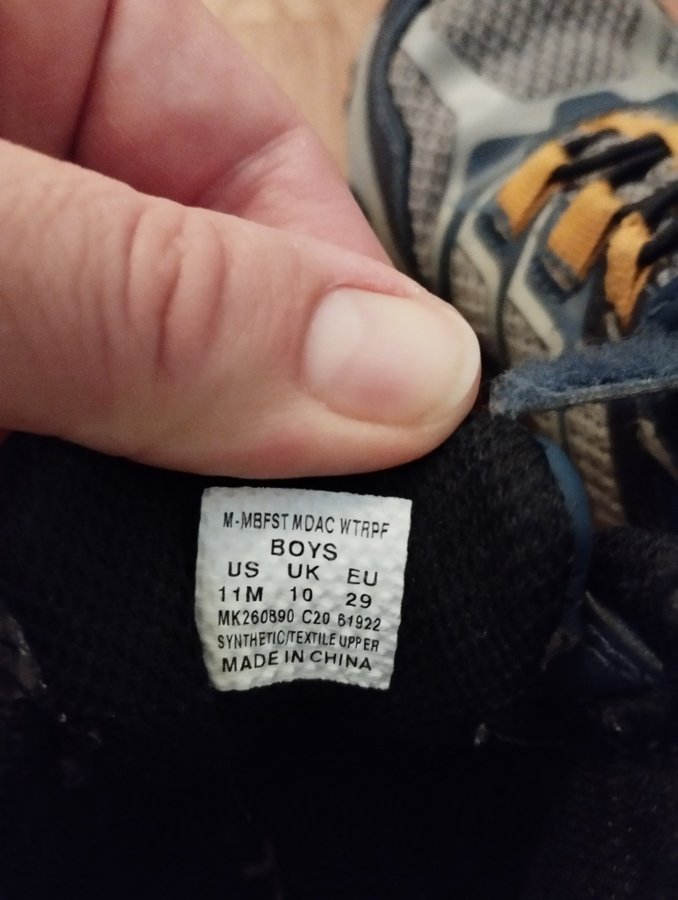 M-MBFST MDAC WTRPF
BOYS
US UK EU
11M 10 29
MK260890 C20 61922
SYNTHETIC/TEXTILE UPPER
MADE IN CHINA